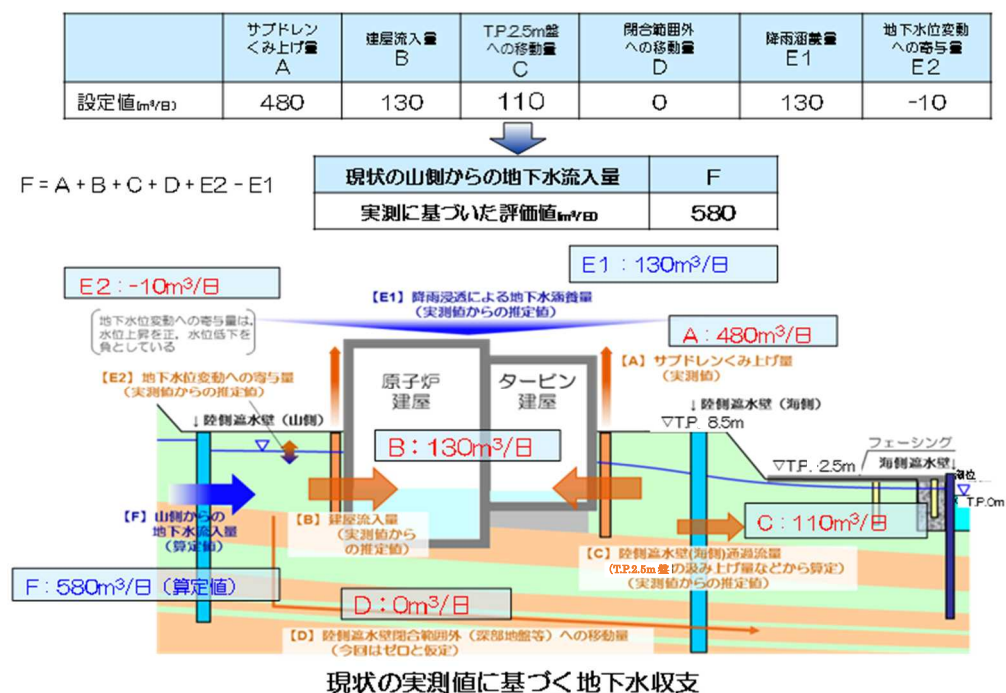 サブドレン
くみ上げ量
A
建屋流入量
B
T.P.2.5m盤
への移動量
C
閉合範囲外
への移動量
D
降雨涵養量
E1
地下水位変動
への寄与量
E2
設定値(m³/日) 480 130 110 0 130 -10
F=A+B+C+D+E2-E1
現状の山側からの地下水流入量 F
実測に基づいた評価値(m³/日) 580
E1:130m³/日
E2:-10m³/日
【E1】降雨浸透による地下水涵養量
(実測値からの推定値)
地下水位変動への寄与量は、
水位上昇を正、水位低下を
負としている
A:480m³/日
【A】サブドレンくみ上げ量
(実測値)
【E2】地下水位変動への寄与量
(実測値からの推定値)
原子炉
建屋
タービン
建屋
↓陸側遮水壁(山側)
↓陸側遮水壁(海側)
▽T.P. 8.5m
B:130m³/日
フェーシング
▽T.P. 2.5m
海側遮水壁↓
潮位
T.P.0m
【F】山側からの
地下水流入量
(算定値)
【B】建屋流入量
(実測値から
の推定値)
C:110m³/日
【C】陸側遮水壁(海側)通過流量
(T.P.2.5m盤の汲み上げ量などから算定)
(実測値からの推定値)
F:580m³/日(算定値)
D:0m³/日
【D】陸側遮水壁閉合範囲外(深部地盤等)への移動量
(今回はゼロと仮定)
現状の実測値に基づく地下水収支